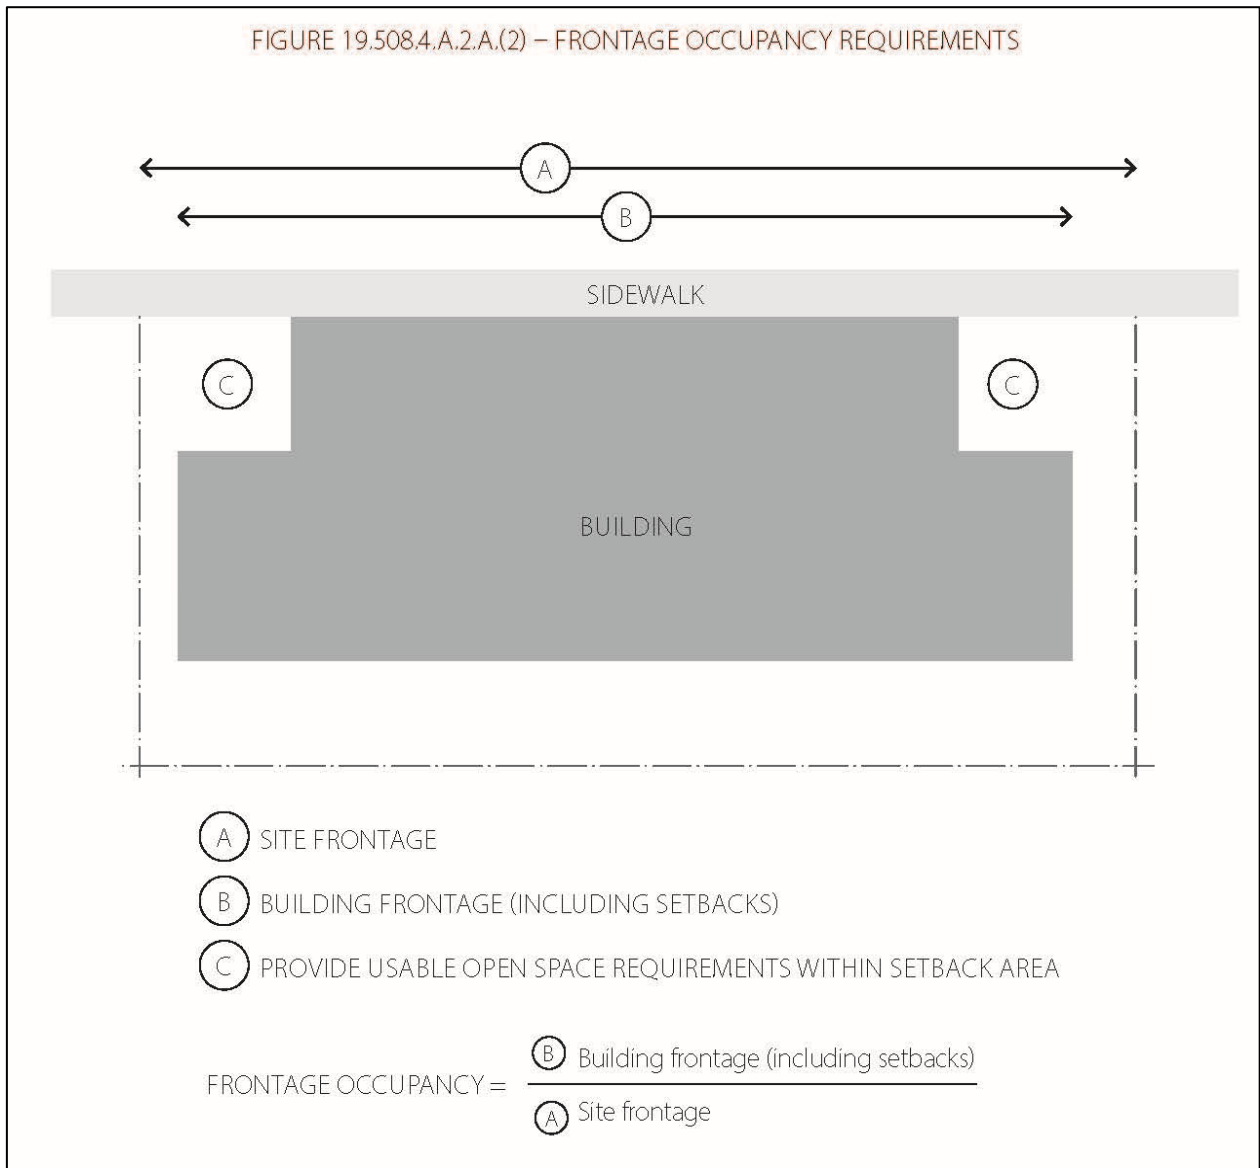 FIGURE 19.508.4.A.2.A.(2) – FRONTAGE OCCUPANCY REQUIREMENTS
A
B
SIDEWALK
C
C
BUILDING
A SITE FRONTAGE
B BUILDING FRONTAGE (INCLUDING SETBACKS)
C PROVIDE USABLE OPEN SPACE REQUIREMENTS WITHIN SETBACK AREA
B Building frontage (including setbacks)
FRONTAGE OCCUPANCY =
A Site frontage